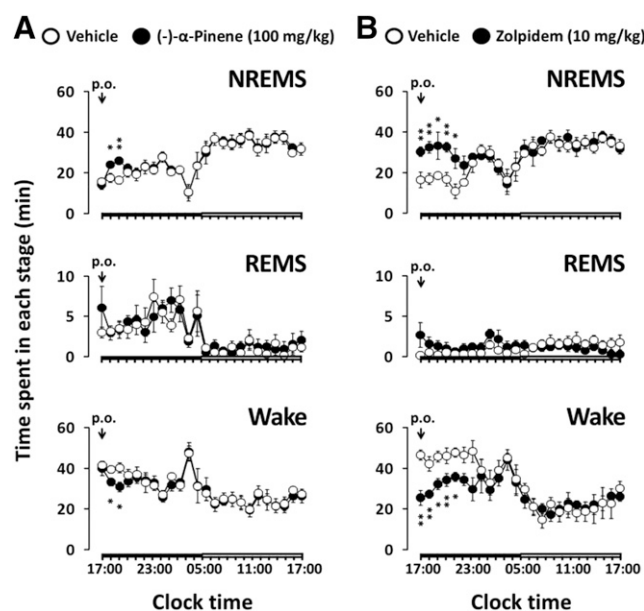 A
○ Vehicle ● (-)-α-Pinene (100 mg/kg)
B
○ Vehicle ● Zolpidem (10 mg/kg)
Time spent in each stage (min)
p.o.
NREMS
60
40
20
0
*
**
p.o.
NREMS
60
40
20
0
**
**
*
**
*
p.o.
REMS
10
5
0
p.o.
REMS
10
5
0
p.o.
Wake
60
40
20
0
*
*
17:00 23:00 05:00 11:00 17:00
Clock time
p.o.
Wake
60
40
20
0
**
*
*
*
*
17:00 23:00 05:00 11:00 17:00
Clock time